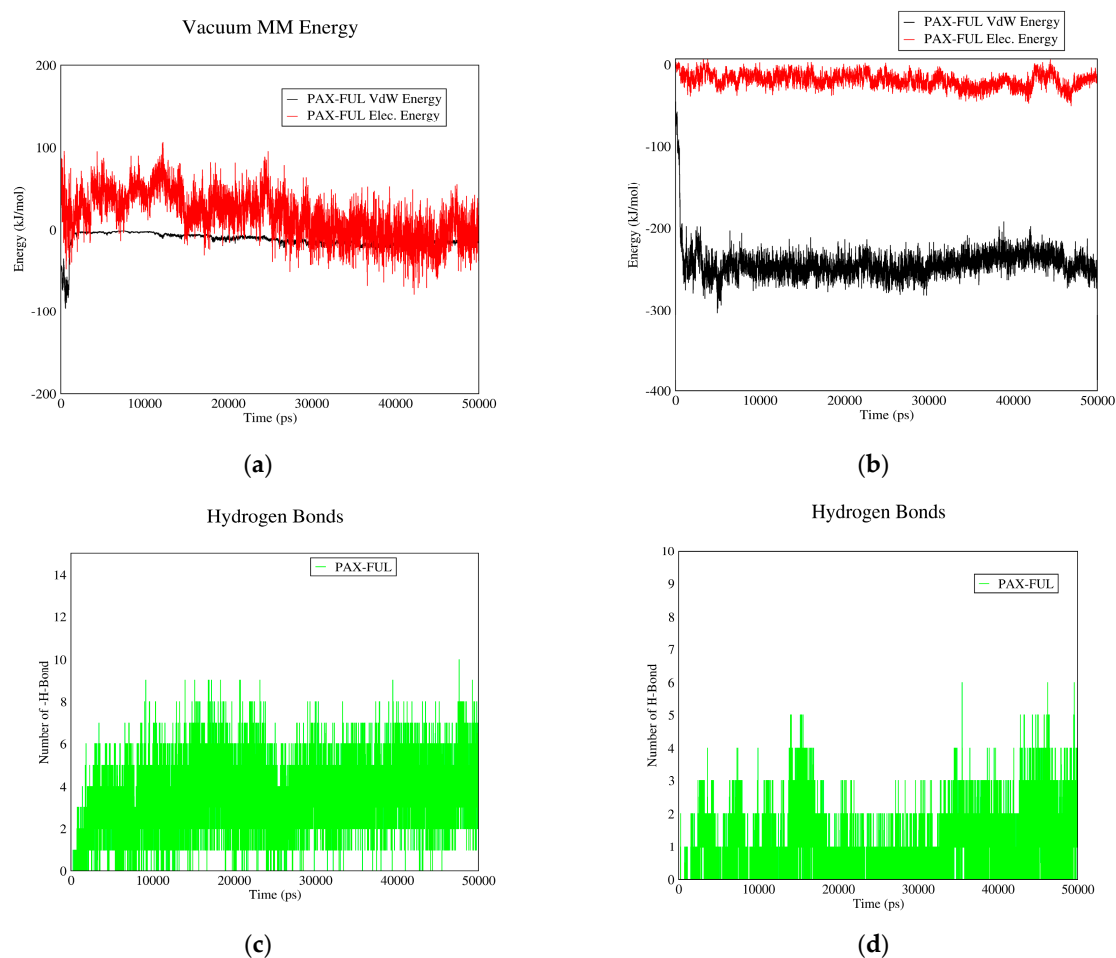 Vacuum MM Energy
PAX-FUL VdW Energy
PAX-FUL Elec. Energy
200
100
0
-100
-200
Energy (kJ/mol)
0 10000 20000 30000 40000 50000
Time (ps)
(a)
PAX-FUL VdW Energy
PAX-FUL Elec. Energy
0
-100
-200
-300
-400
Energy (kJ/mol)
0 10000 20000 30000 40000 50000
Time (ps)
(b)
Hydrogen Bonds
PAX-FUL
14
12
10
8
6
4
2
0
Number of -H-Bond
0 10000 20000 30000 40000 50000
Time (ps)
(c)
Hydrogen Bonds
PAX-FUL
10
9
8
7
6
5
4
3
2
1
0
Number of H-Bond
0 10000 20000 30000 40000 50000
Time (ps)
(d)